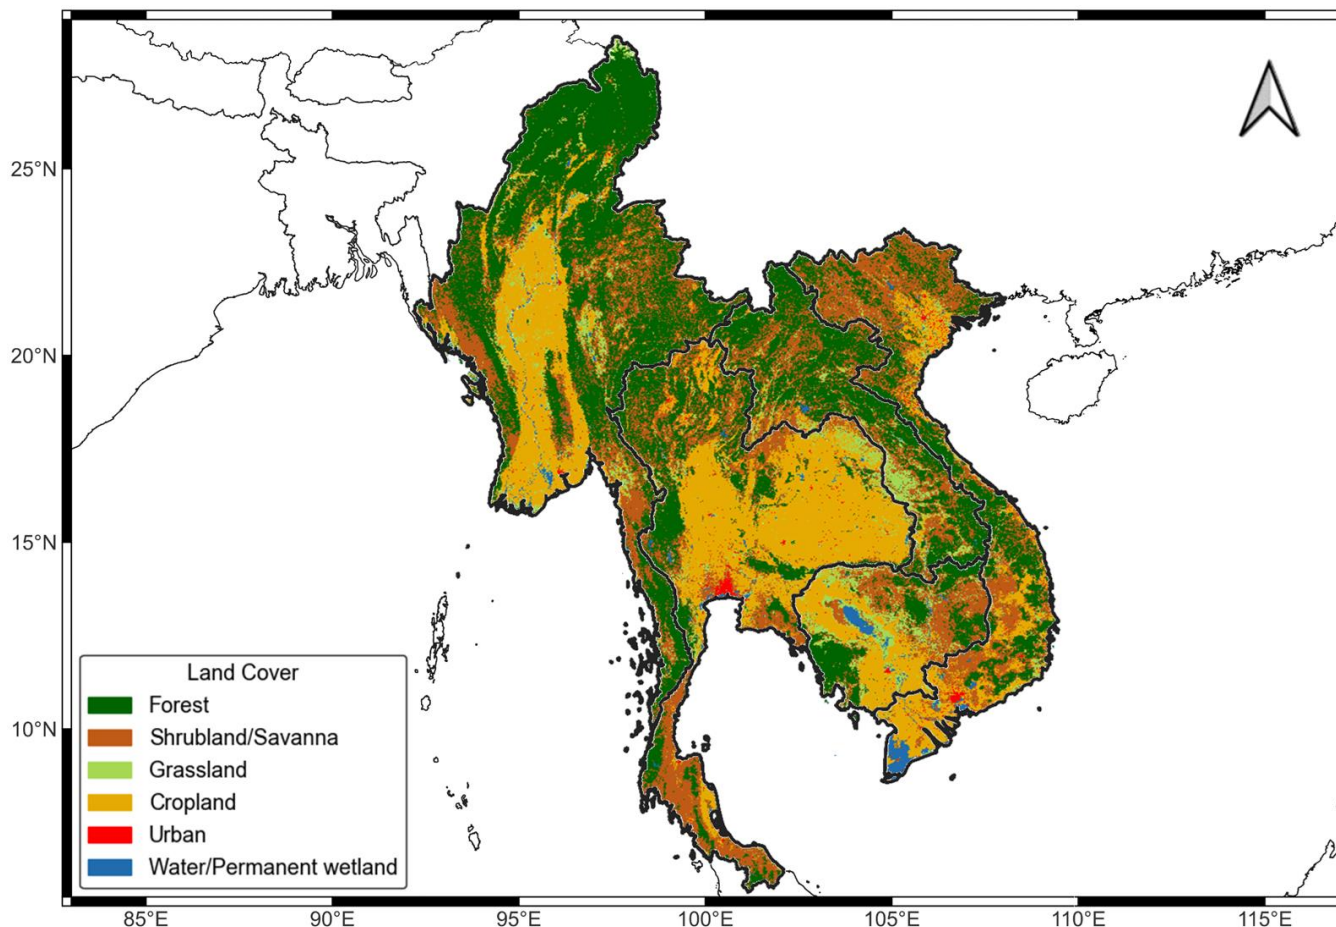 25°N
20°N
15°N
10°N
Land Cover
Forest
Shrubland/Savanna
Grassland
Cropland
Urban
Water/Permanent wetland
85°E 90°E 95°E 100°E 105°E 110°E 115°E